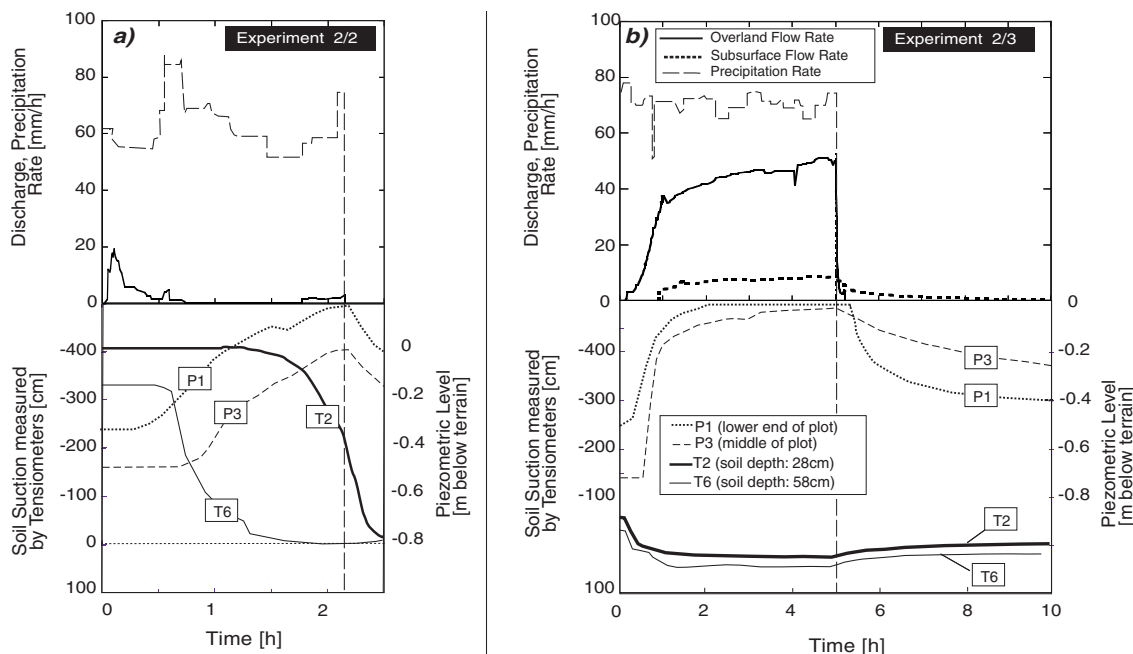 a)
Experiment 2/2
Discharge, Precipitation
Rate [mm/h]
100
80
60
40
20
0
Soil Suction measured
by Tensiometers [cm]
-400
-300
-200
-100
0
100
P1
P3
T2
T6
0
-0.2
-0.4
-0.6
-0.8
Piezometric Level
[m below terrain]
0
1
2
Time [h]
b)
Experiment 2/3
Overland Flow Rate
Subsurface Flow Rate
Precipitation Rate
Discharge, Precipitation
Rate [mm/h]
100
80
60
40
20
0
Soil Suction measured
by Tensiometers [cm]
-400
-300
-200
-100
0
100
P3
P1
P1 (lower end of plot)
P3 (middle of plot)
T2 (soil depth: 28cm)
T6 (soil depth: 58cm)
T2
T6
0
-0.2
-0.4
-0.6
-0.8
Piezometric Level
[m below terrain]
0
2
4
6
8
10
Time [h]